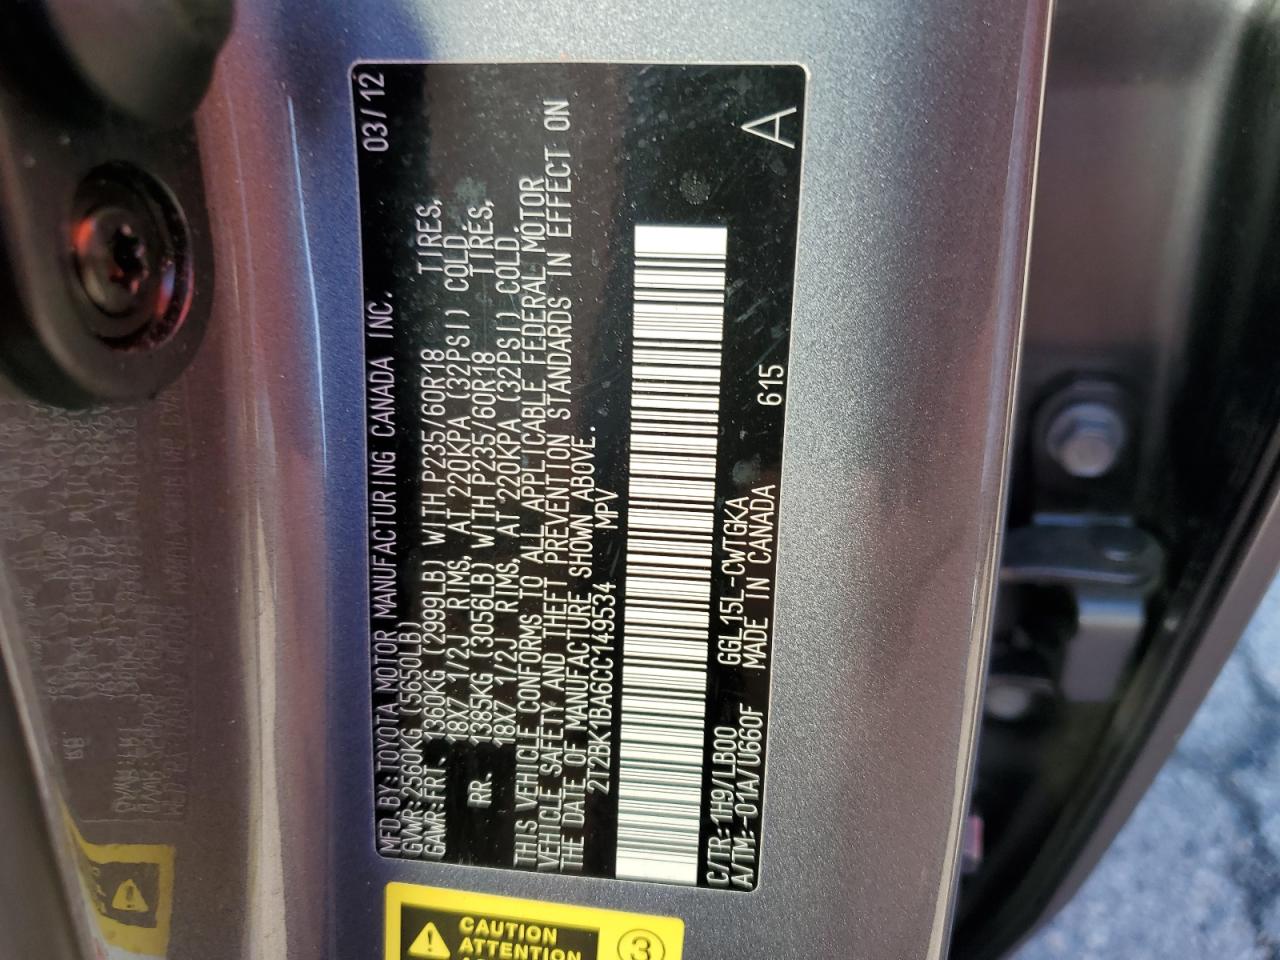 MFD.BY:TOYOTA MOTOR MANUFACTURING CANADA INC. 03/12
GVWR:2560KG (5650LB)
GAWR:FRT. 1360KG (2999LB) WITH P235/60R18 TIRES,
18X7 1/2J RIMS, AT 220KPA (32PSI) COLD.
RR. 1385KG (3056LB) WITH P235/60R18 TIRES,
18X7 1/2J RIMS, AT 220KPA (32PSI) COLD.
THIS VEHICLE CONFORMS TO ALL APPLICABLE FEDERAL MOTOR
VEHICLE SAFETY AND THEFT PREVENTION STANDARDS IN EFFECT ON
THE DATE OF MANUFACTURE SHOWN ABOVE.
2T2BK1BA6CC149534 MPV
C/TR:1H9/LB00 GGL15L-CWTGKA
A/TM:-01A/U660F MADE IN CANADA 615 A
CAUTION
ATTENTION
3